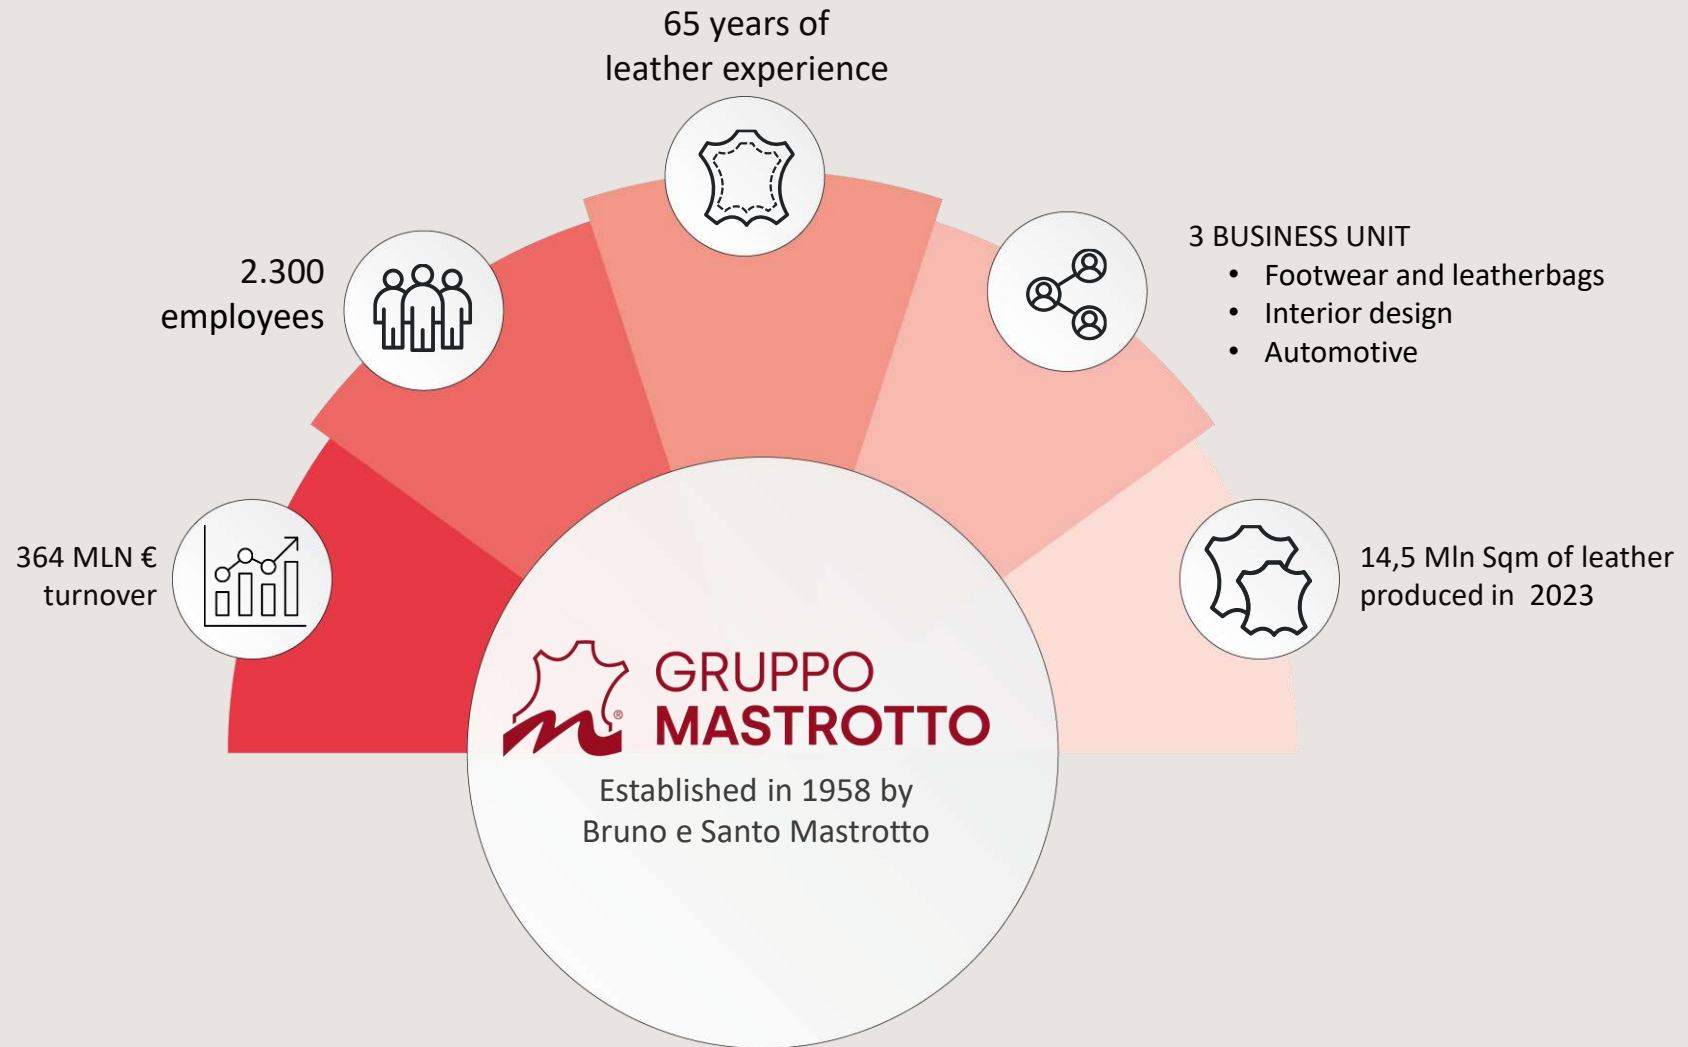 65 years of
leather experience
2.300
employees
3 BUSINESS UNIT
• Footwear and leatherbags
• Interior design
• Automotive
364 MLN €
turnover
14,5 Mln Sqm of leather
produced in 2023
GRUPPO
MASTROTTO
®
Established in 1958 by
Bruno e Santo Mastrotto